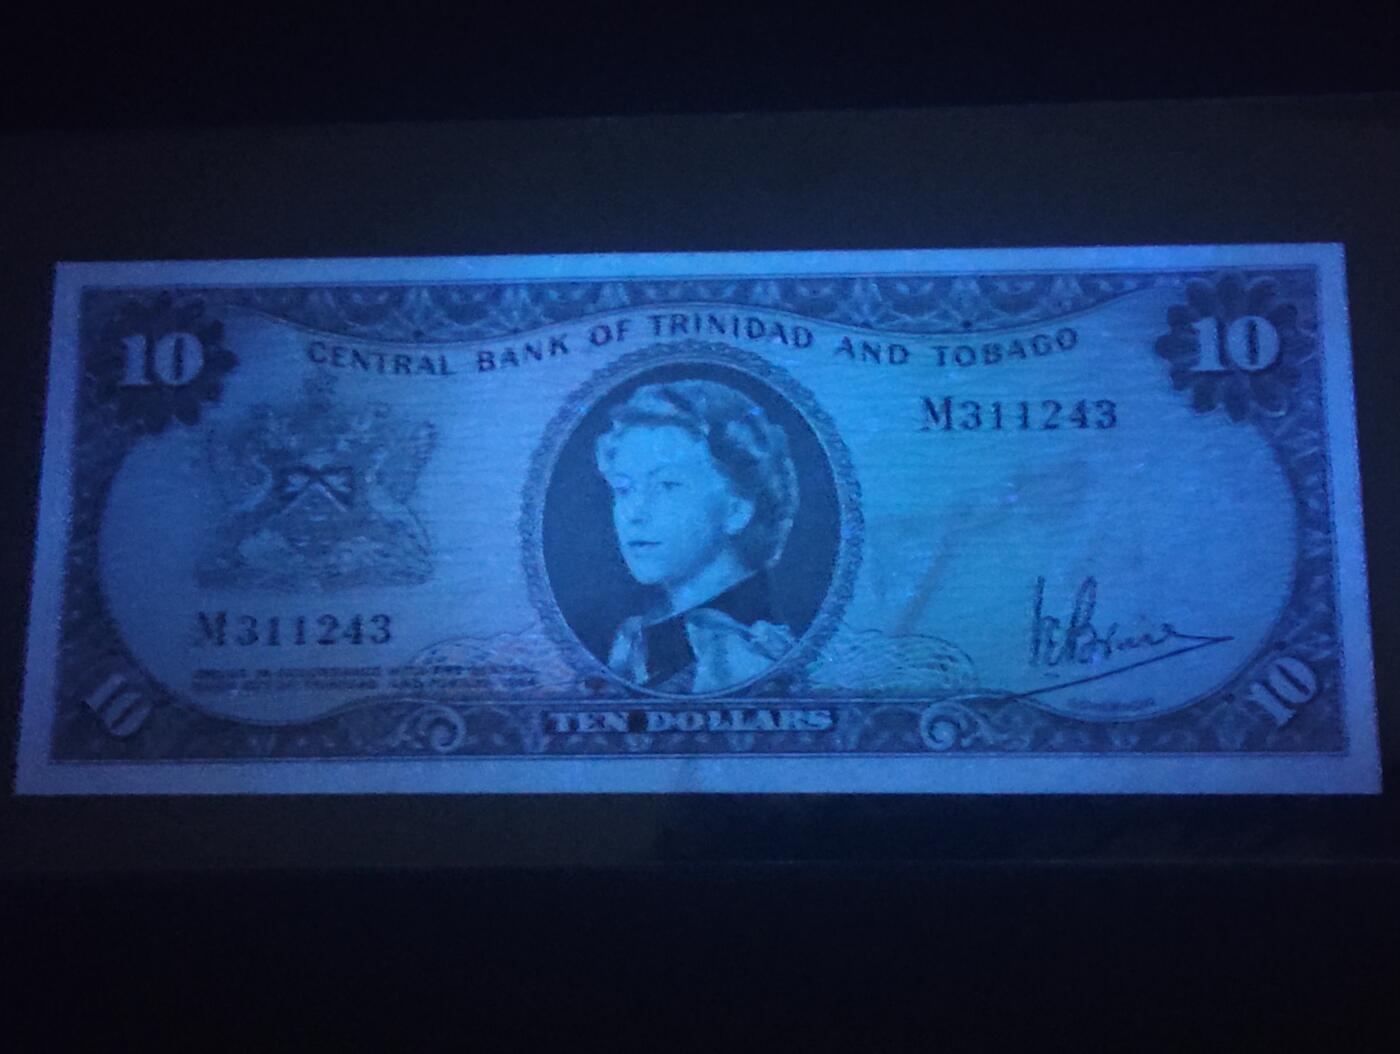 10
10
CENTRAL BANK OF TRINIDAD AND TOBAGO
M311243
M311243
10
TEN DOLLARS
10